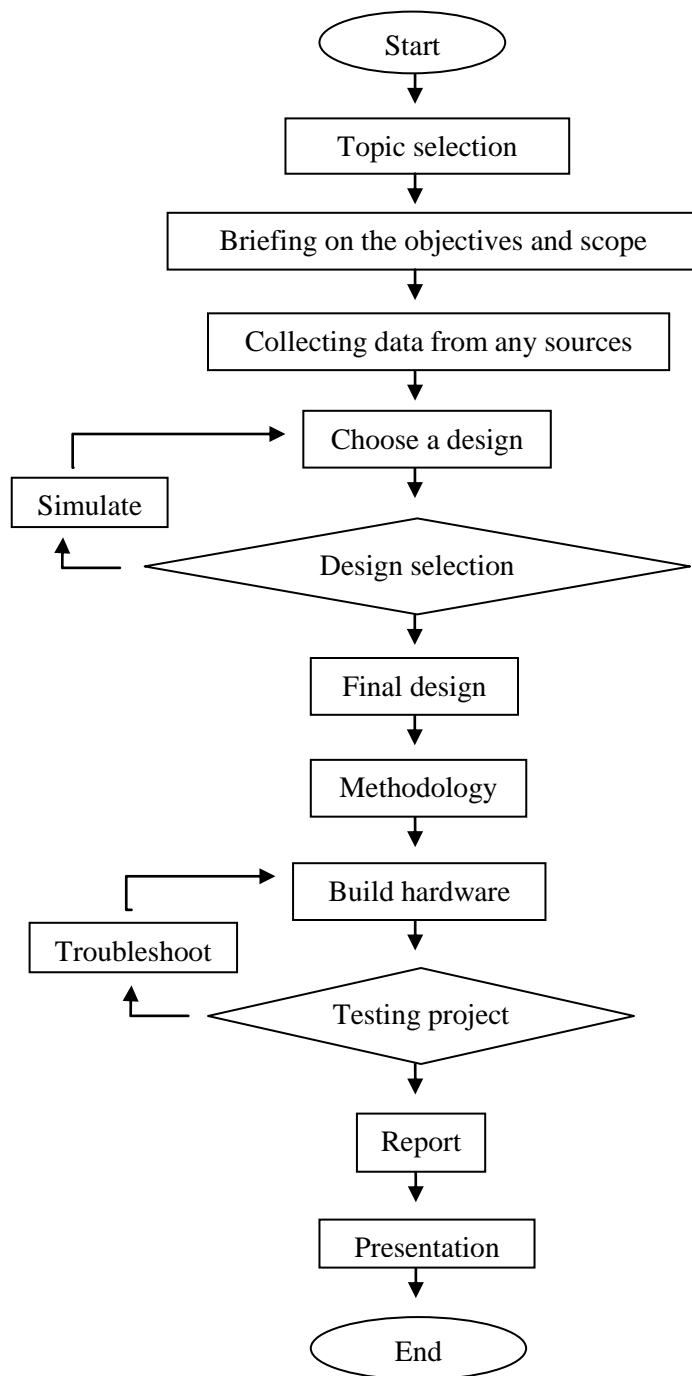 Start
Topic selection
Briefing on the objectives and scope
Collecting data from any sources
Choose a design
Simulate
Design selection
Final design
Methodology
Build hardware
Troubleshoot
Testing project
Report
Presentation
End